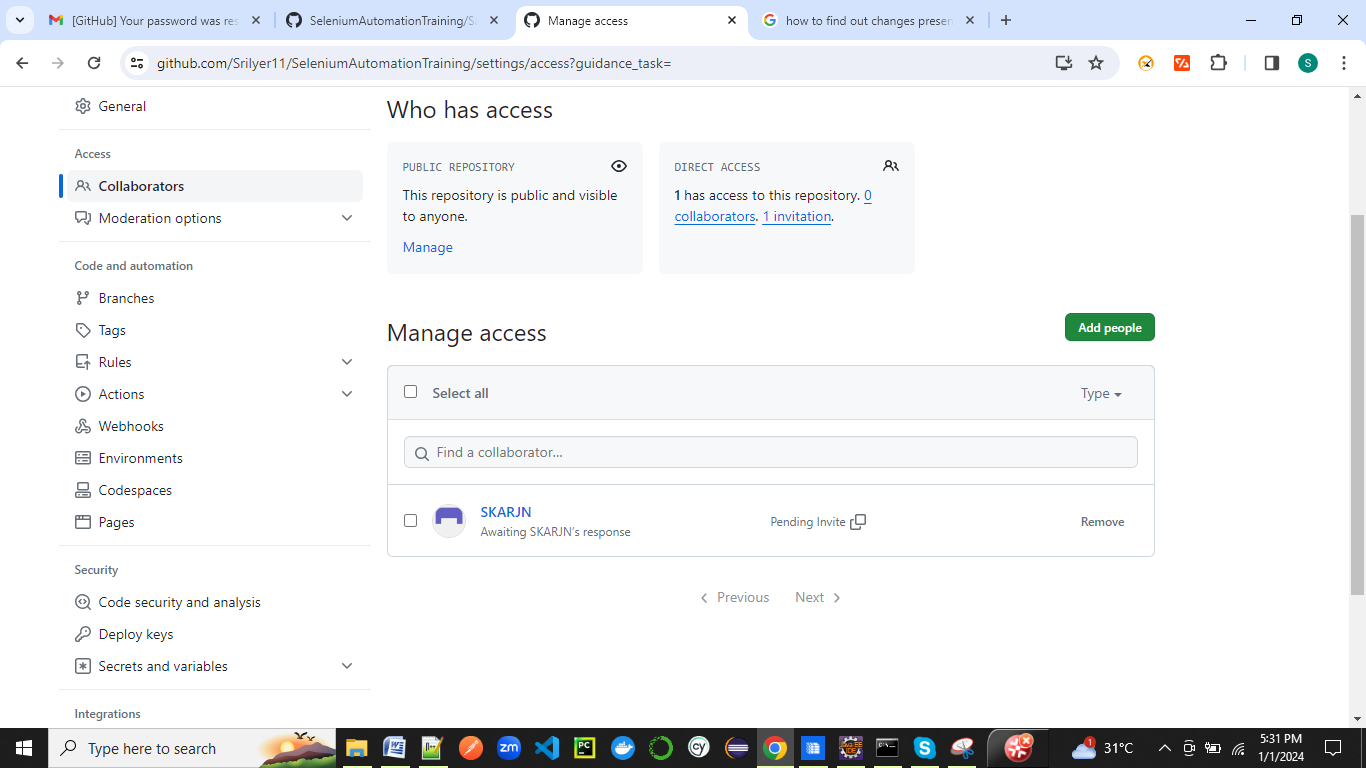 [GitHub] Your password was res
SeleniumAutomationTraining/S
Manage access
how to find out changes presen
github.com/Srilyer11/SeleniumAutomationTraining/settings/access?guidance_task=
S
General
Access
Collaborators
Moderation options
Code and automation
Branches
Tags
Rules
Actions
Webhooks
Environments
Codespaces
Pages
Security
Code security and analysis
Deploy keys
Secrets and variables
Integrations
Who has access
PUBLIC REPOSITORY
This repository is public and visible
to anyone.
Manage
DIRECT ACCESS
1 has access to this repository. 0
collaborators. 1 invitation.
Manage access
Add people
Select all
Type
Find a collaborator...
SKARJN
Awaiting SKARJN's response
Pending Invite
Remove
Previous
Next
Type here to search
zm
PC
cy
1
31°C
5:31 PM
1/1/2024